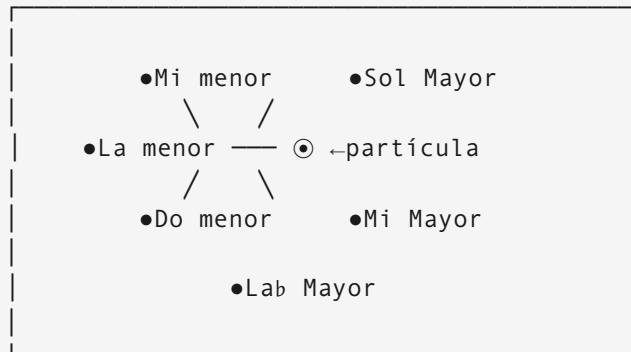 ●Mi menor ●Sol Mayor
●La menor ─── ⦿ ←partícula
●Do menor ●Mi Mayor
●La♭ Mayor